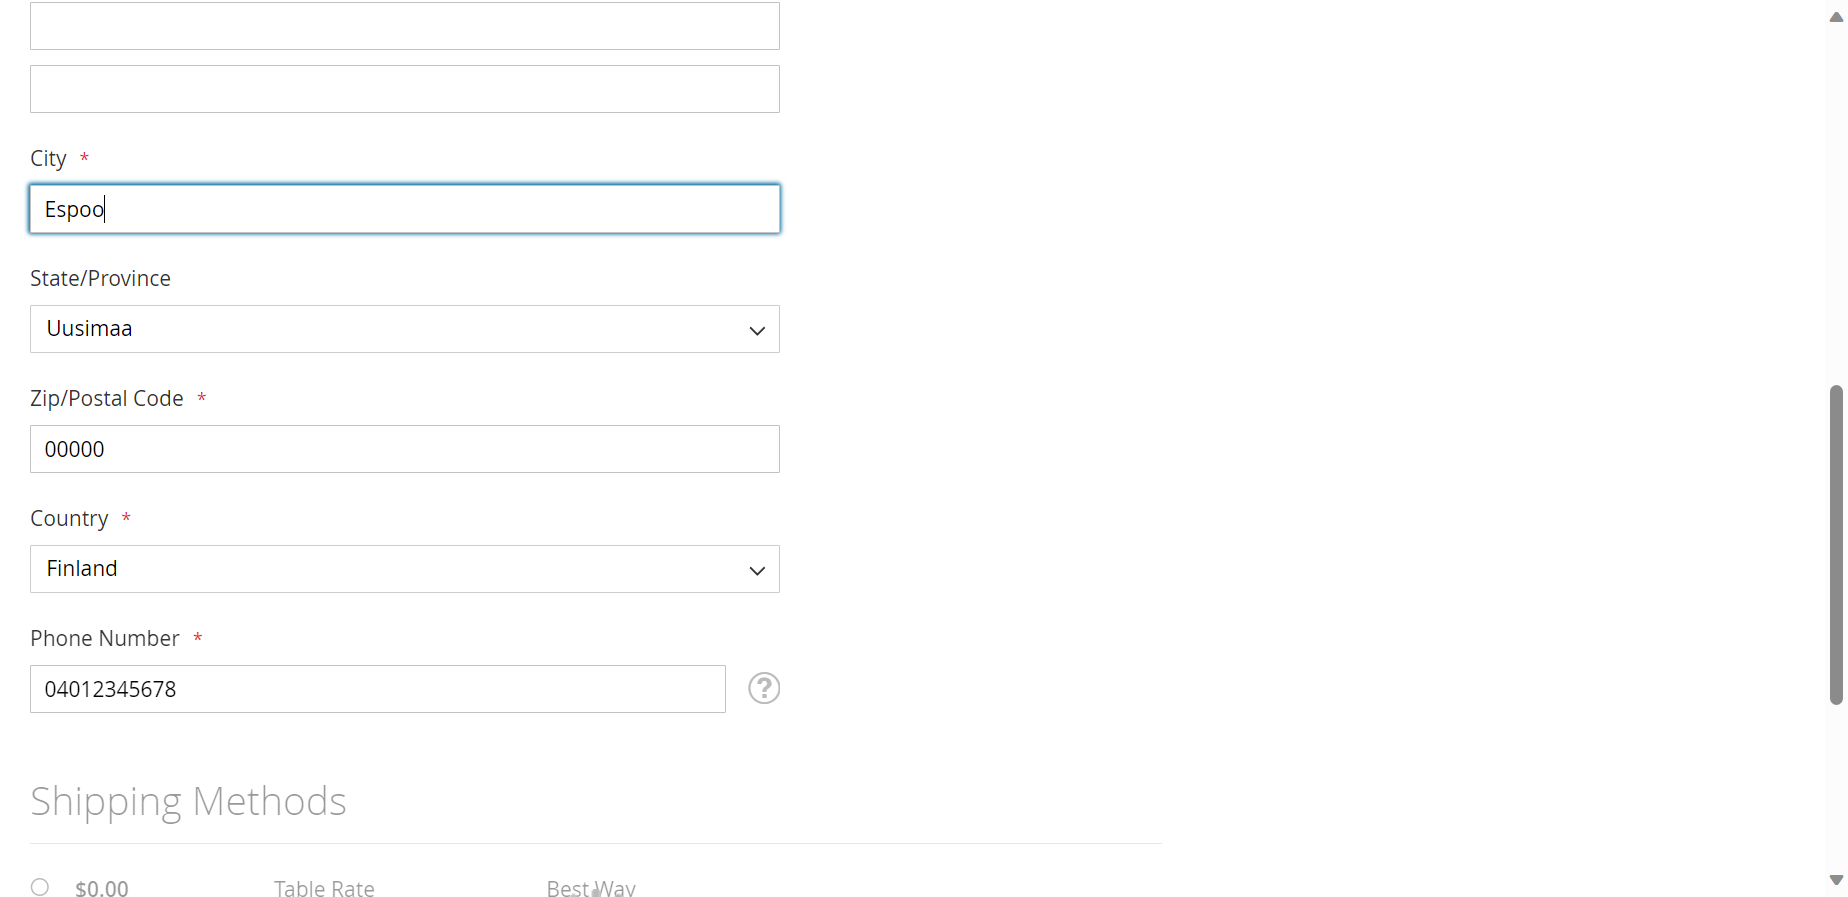 City *
Espoo
State/Province
Uusimaa
Zip/Postal Code *
00000
Country *
Finland
Phone Number *
04012345678
?
Shipping Methods
$0.00 Table Rate Best Way